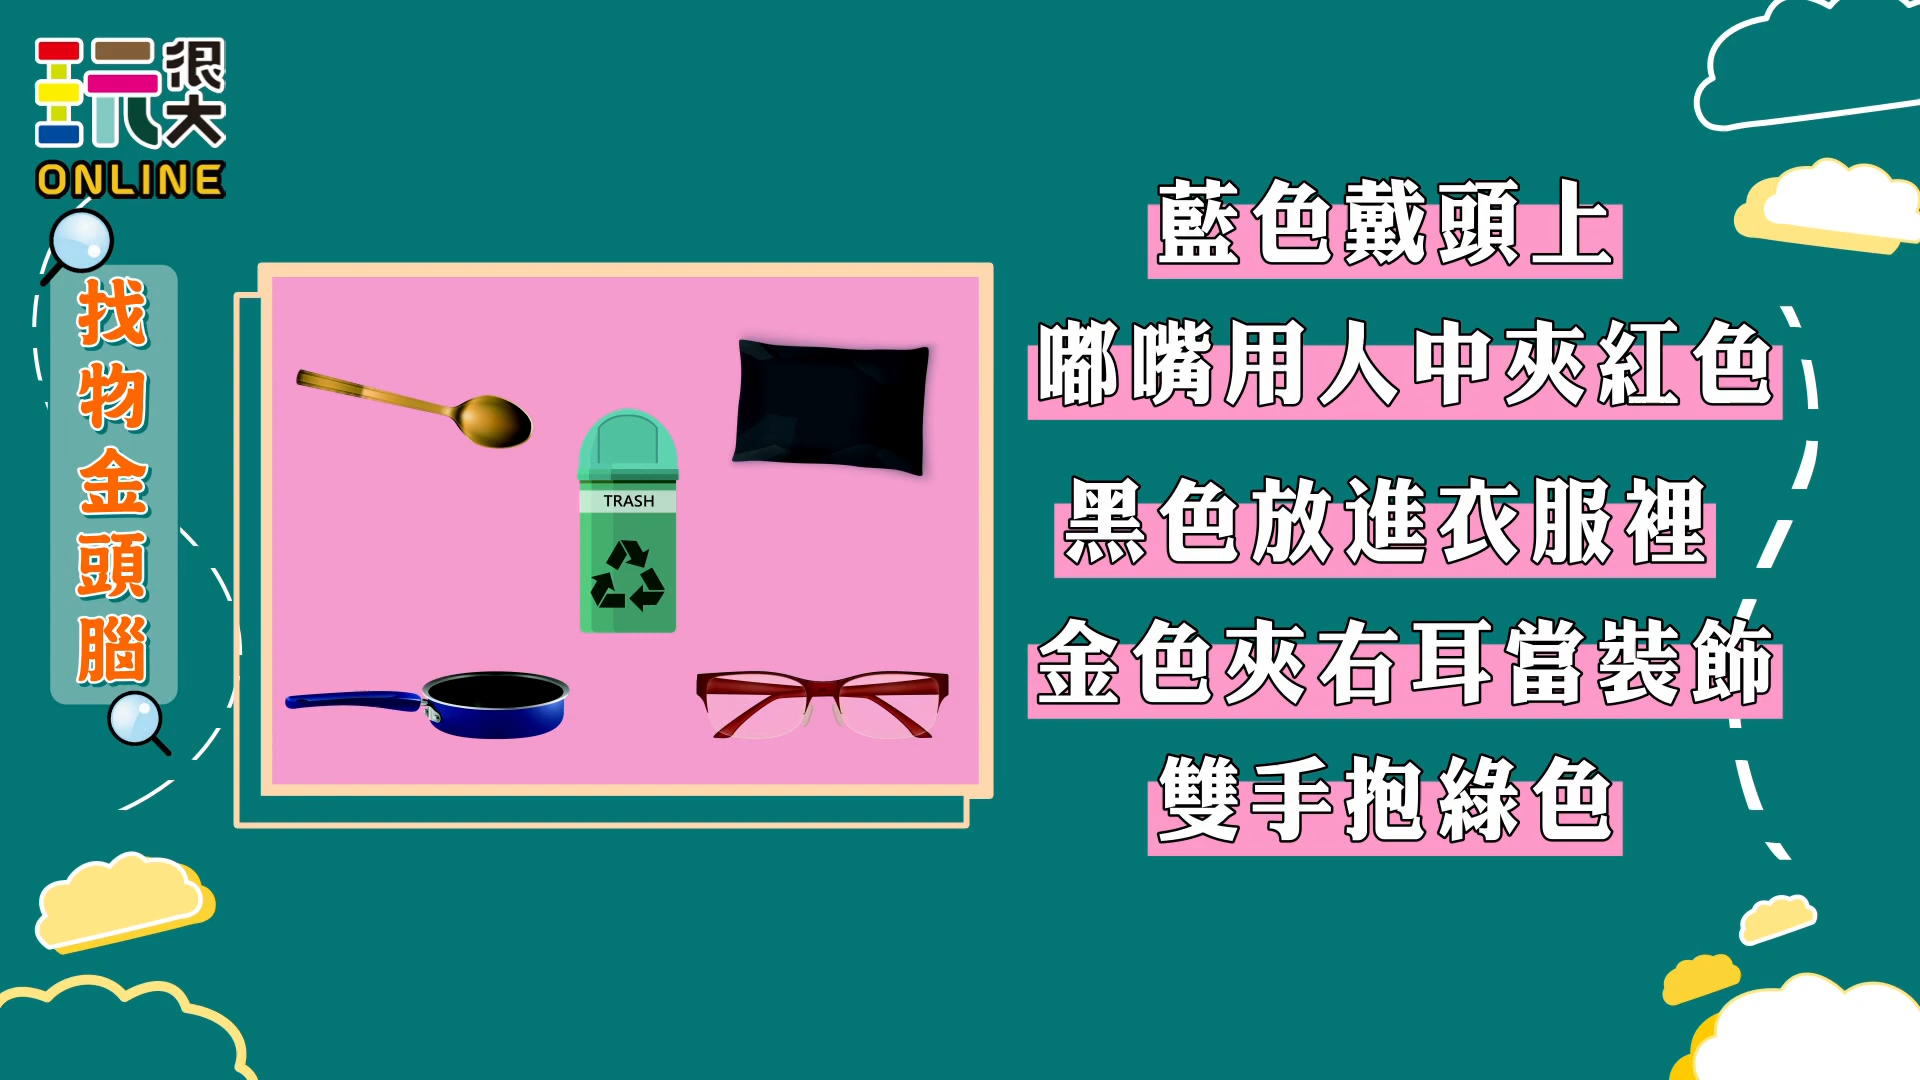 玩很大
ONLINE
找物金頭腦
TRASH
藍色戴頭上
嘟嘴用人中夾紅色
黑色放進衣服裡
金色夾右耳當裝飾
雙手抱綠色